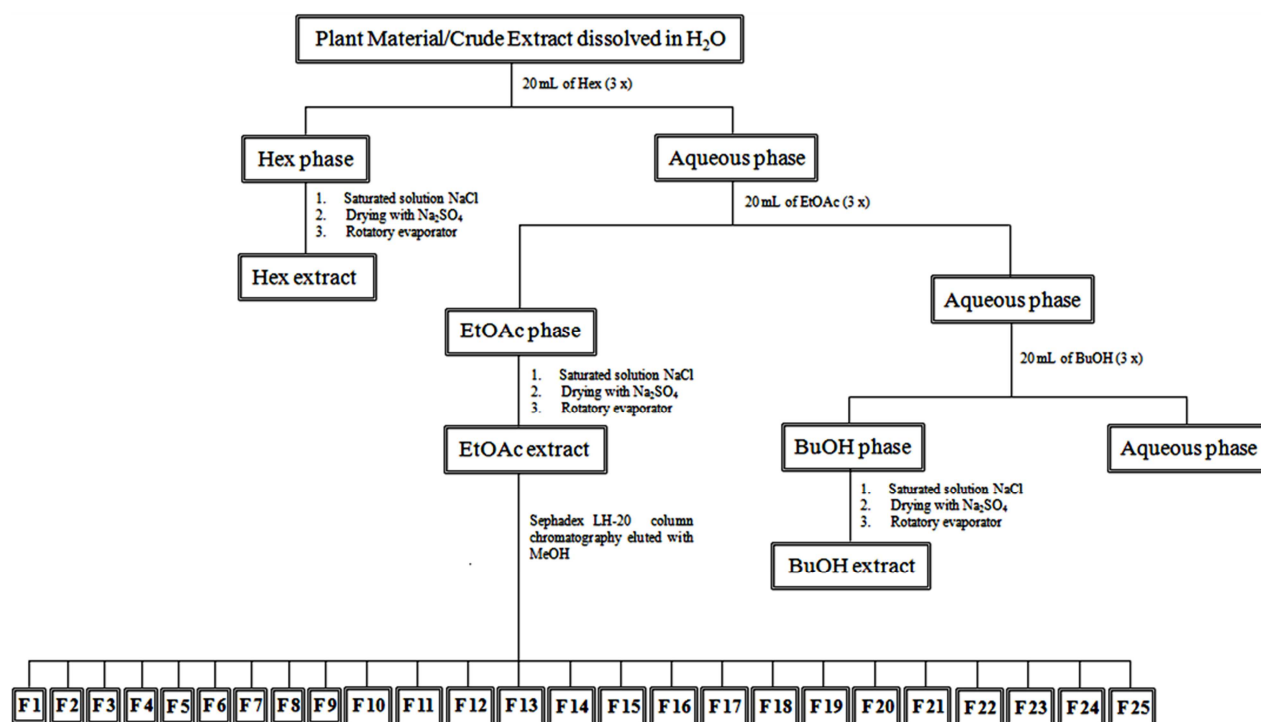 Plant Material/Crude Extract dissolved in H₂O
20 mL of Hex (3 x)
Hex phase
Aqueous phase
1. Saturated solution NaCl
2. Drying with Na₂SO₄
3. Rotatory evaporator
20 mL of EtOAc (3 x)
Hex extract
Aqueous phase
EtOAc phase
20 mL of BuOH (3 x)
1. Saturated solution NaCl
2. Drying with Na₂SO₄
3. Rotatory evaporator
EtOAc extract
BuOH phase
Aqueous phase
1. Saturated solution NaCl
2. Drying with Na₂SO₄
3. Rotatory evaporator
Sephadex LH-20 column
chromatography eluted with
MeOH
BuOH extract
F1 F2 F3 F4 F5 F6 F7 F8 F9 F10 F11 F12 F13 F14 F15 F16 F17 F18 F19 F20 F21 F22 F23 F24 F25